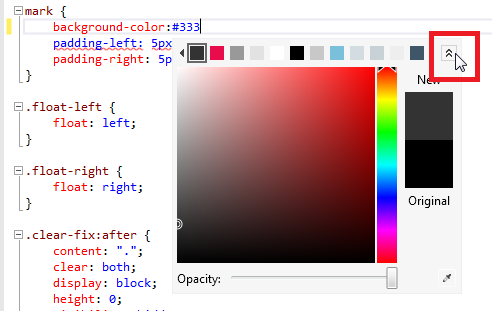 mark {
background-color:#333
padding-left: 5px
padding-right: 5p
}
New
.float-left {
float: left;
}
Original
.float-right {
float: right;
}
.clear-fix:after {
content: ".";
clear: both;
Opacity:
display: block;
height: 0;